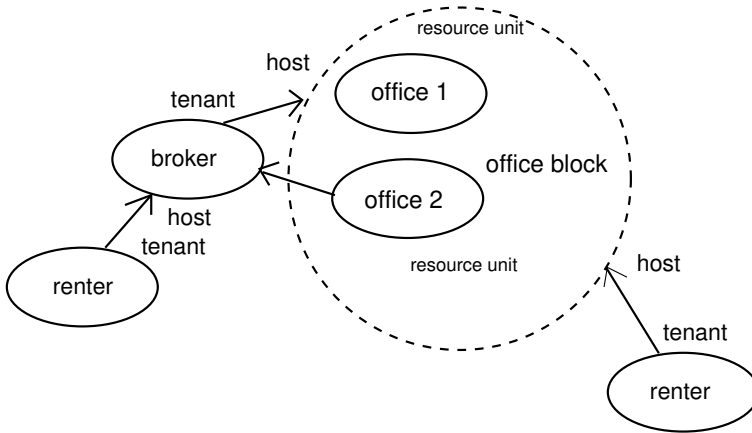 resource unit
host
office 1
tenant
broker
office block
office 2
host
tenant
resource unit
host
renter
tenant
renter